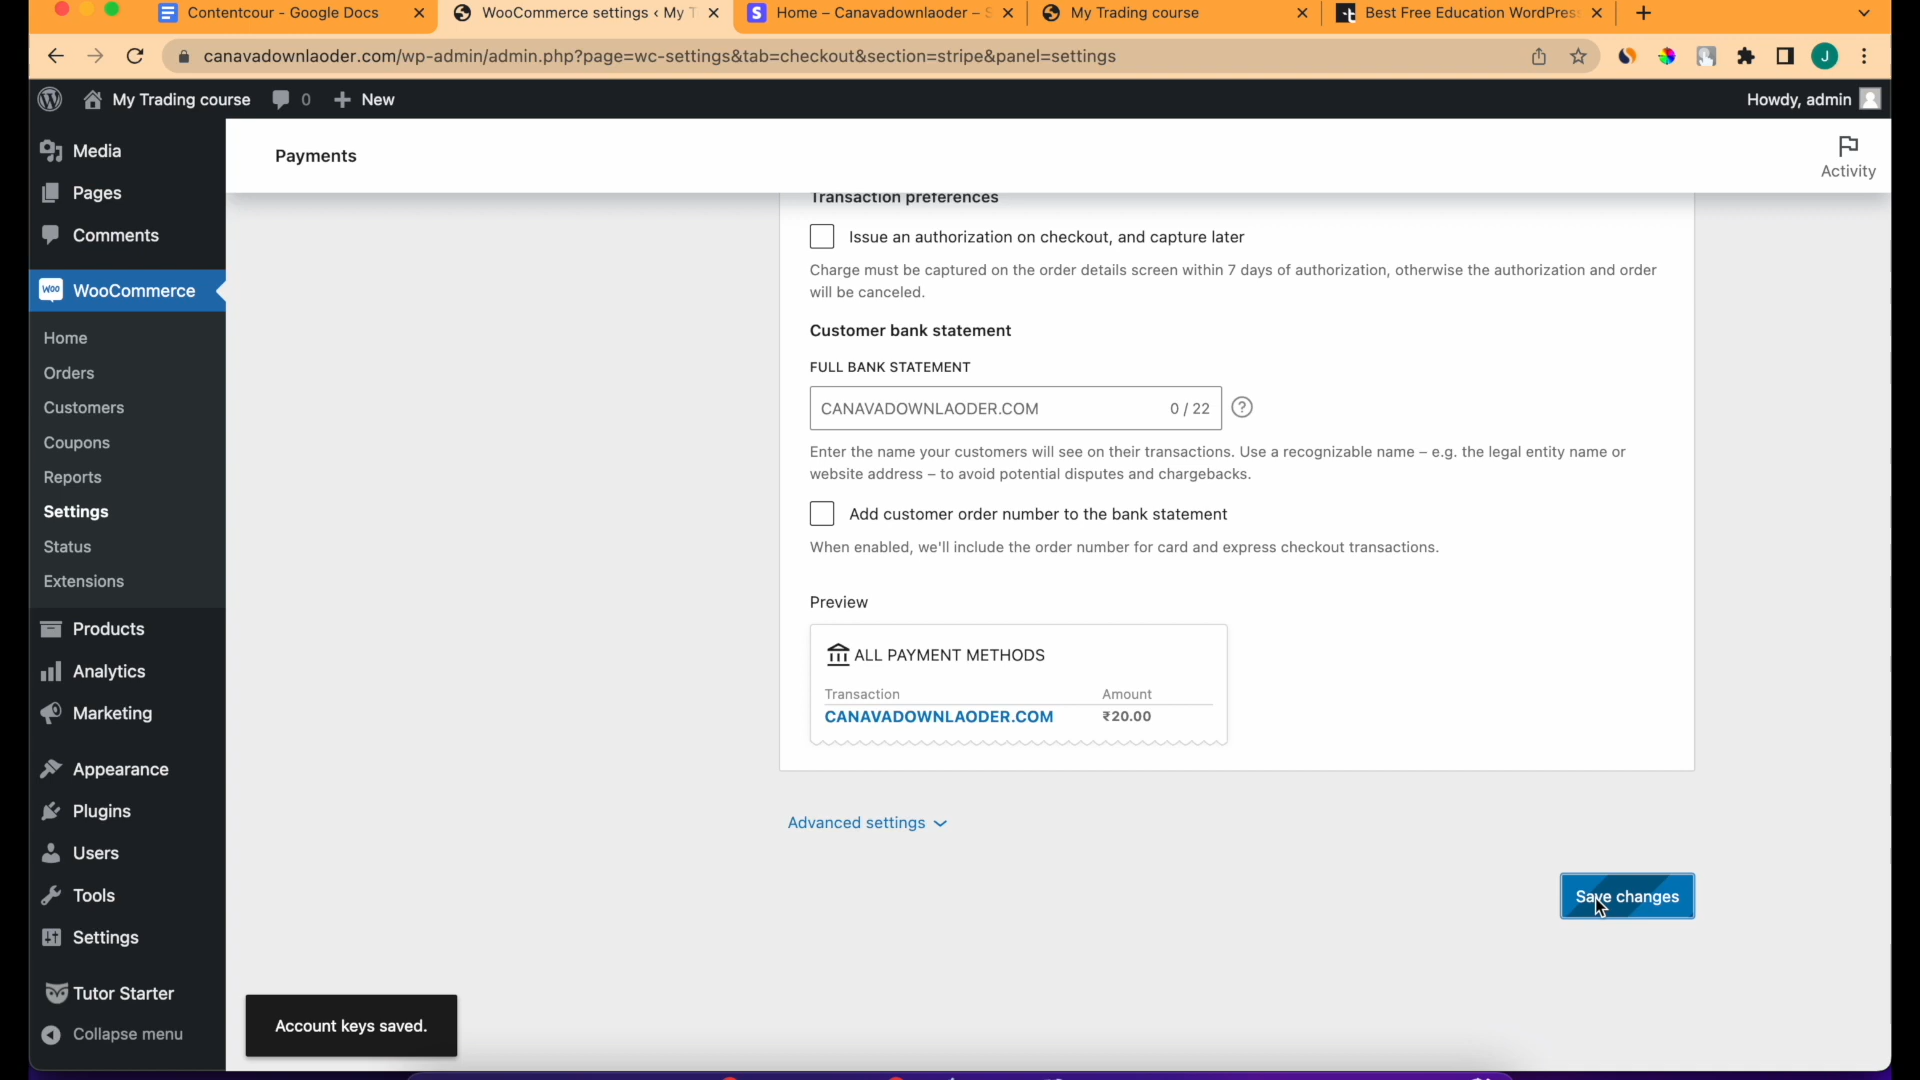 Contentcour - Google Docs
WooCommerce settings ‹ My T
Home – Canavadownlaoder – S
My Trading course
Best Free Education WordPres
canavadownlaoder.com/wp-admin/admin.php?page=wc-settings&tab=checkout&section=stripe&panel=settings
J
My Trading course
0
New
Howdy, admin
Media
Pages
Comments
WooCommerce
Home
Orders
Customers
Coupons
Reports
Settings
Status
Extensions
Products
Analytics
Marketing
Appearance
Plugins
Users
Tools
Settings
Tutor Starter
Collapse menu
Payments
Activity
Transaction preferences
Issue an authorization on checkout, and capture later
Charge must be captured on the order details screen within 7 days of authorization, otherwise the authorization and order
will be canceled.
Customer bank statement
FULL BANK STATEMENT
CANAVADOWNLAODER.COM 0 / 22
Enter the name your customers will see on their transactions. Use a recognizable name – e.g. the legal entity name or
website address – to avoid potential disputes and chargebacks.
Add customer order number to the bank statement
When enabled, we'll include the order number for card and express checkout transactions.
Preview
ALL PAYMENT METHODS
Transaction Amount
CANAVADOWNLAODER.COM ₹20.00
Advanced settings
Save changes
Account keys saved.